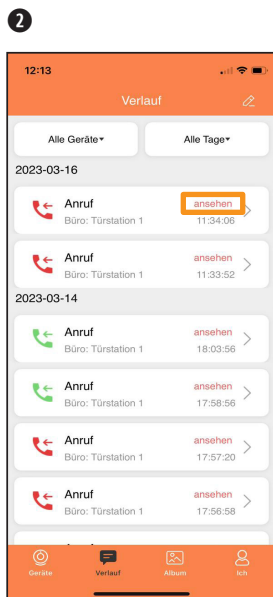 2
12:13
Verlauf
Alle Geräte▾ Alle Tage▾
2023-03-16
Anruf ansehen
Büro: Türstation 1 11:34:06
Anruf ansehen
Büro: Türstation 1 11:33:52
2023-03-14
Anruf ansehen
Büro: Türstation 1 18:03:56
Anruf ansehen
Büro: Türstation 1 17:58:56
Anruf ansehen
Büro: Türstation 1 17:57:20
Anruf ansehen
Büro: Türstation 1 17:56:58
Geräte Verlauf Album Ich